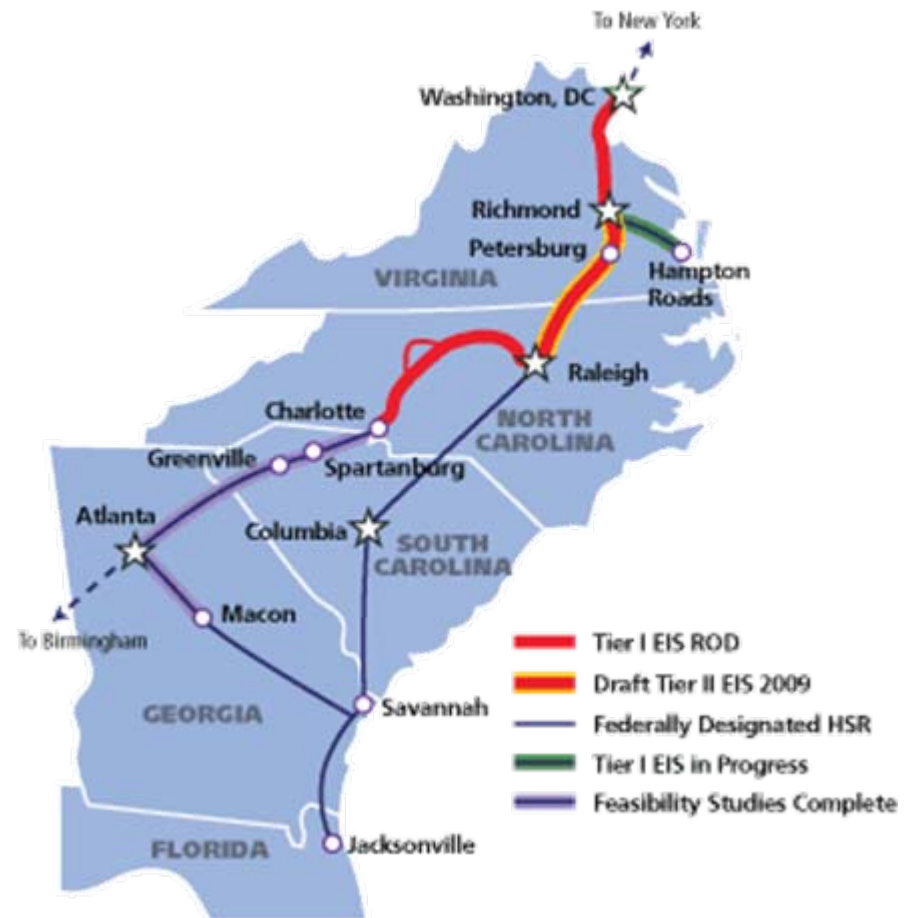 To New York
Washington, DC
Richmond
Petersburg
Hampton
Roads
VIRGINIA
Raleigh
Charlotte
NORTH
CAROLINA
Greenville
Spartanburg
Atlanta
Columbia
SOUTH
CAROLINA
Macon
To Birmingham
Savannah
GEORGIA
Jacksonville
FLORIDA
Tier I EIS ROD
Draft Tier II EIS 2009
Federally Designated HSR
Tier I EIS in Progress
Feasibility Studies Complete